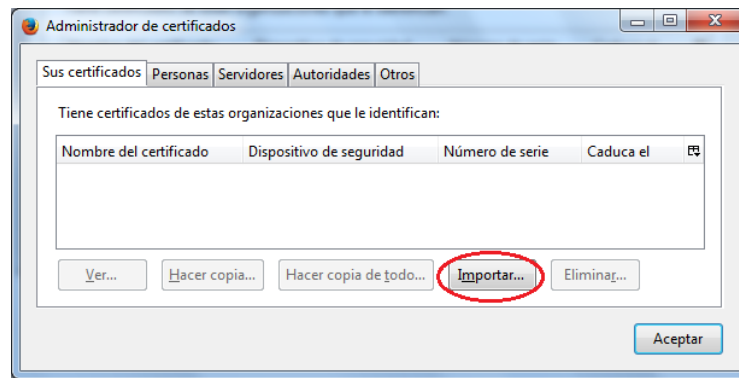 Administrador de certificados
Sus certificados Personas Servidores Autoridades Otros
Tiene certificados de estas organizaciones que le identifican:
Nombre del certificado Dispositivo de seguridad Número de serie Caduca el
Ver... Hacer copia... Hacer copia de todo... Importar... Eliminar...
Aceptar